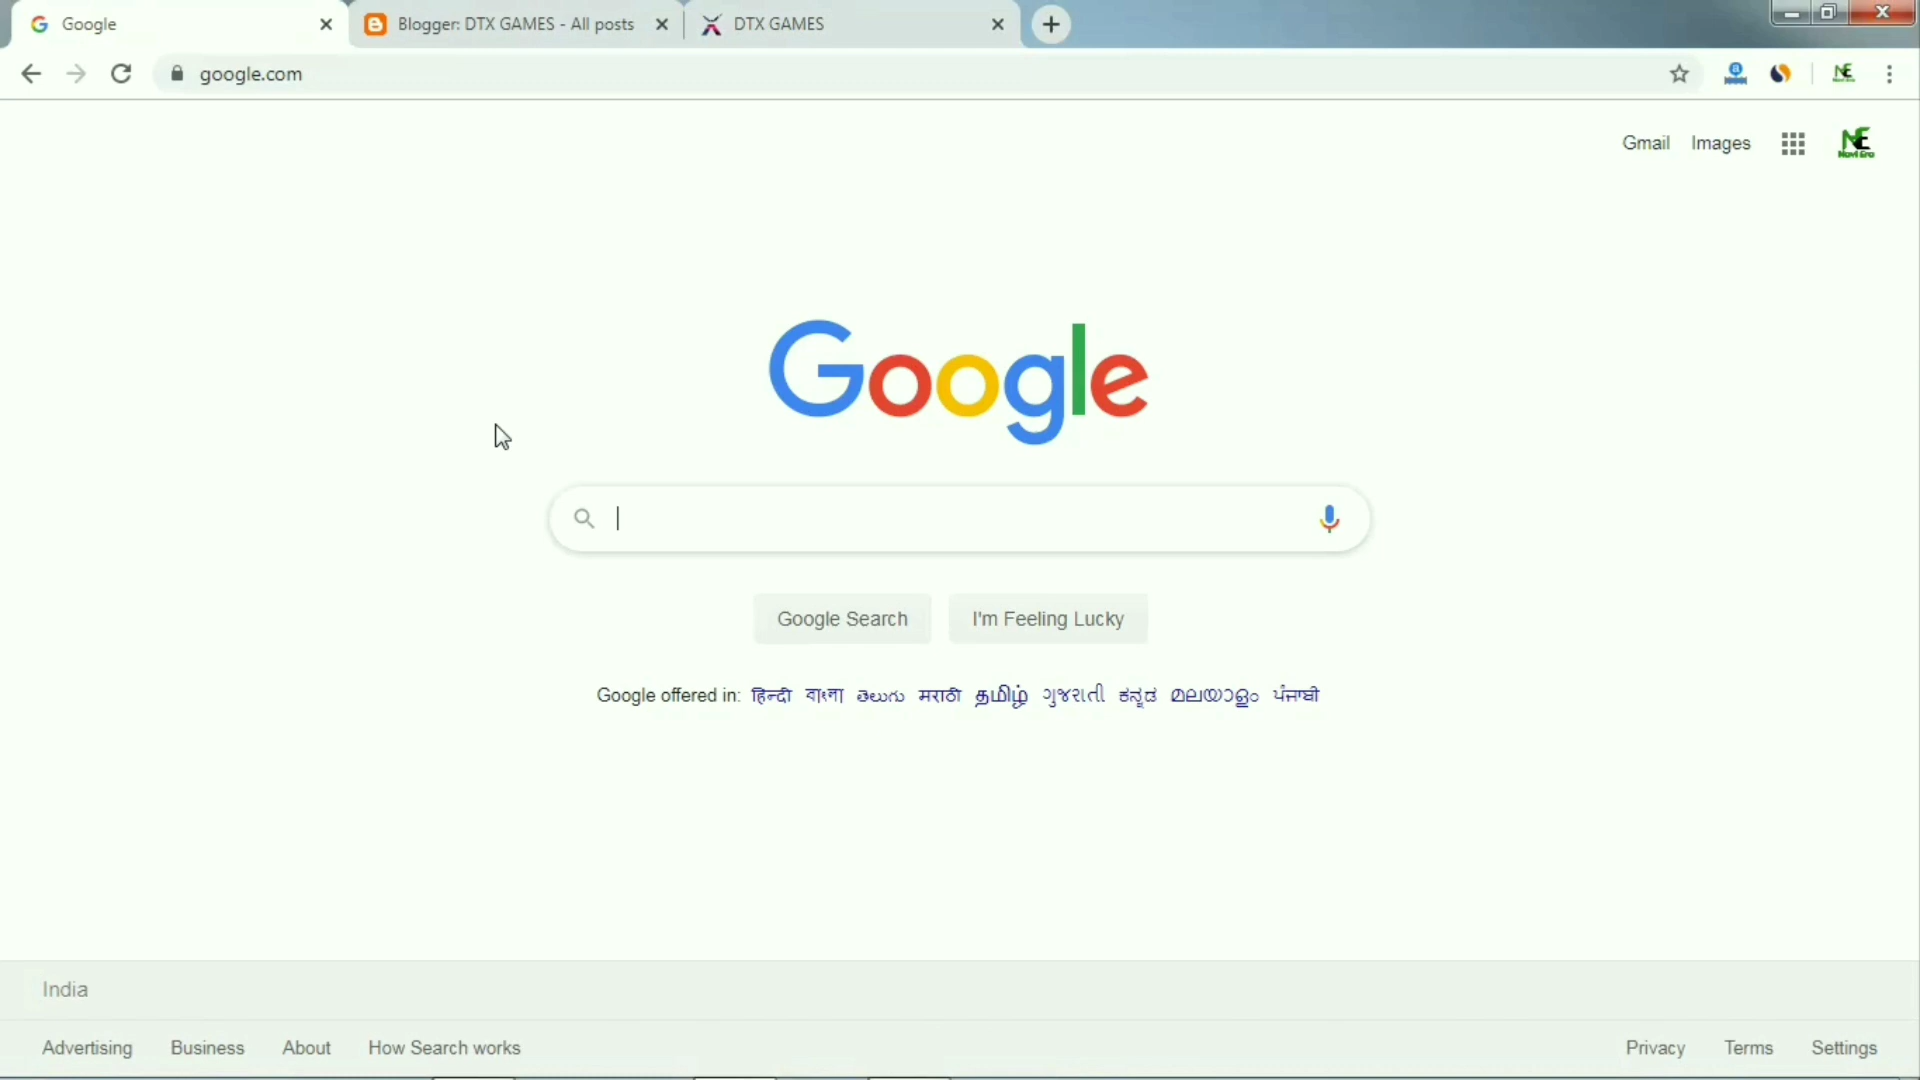 Google
Blogger: DTX GAMES - All posts
DTX GAMES
google.com
Gmail Images
Google
Google Search
I'm Feeling Lucky
Google offered in: हिन्दी বাংলা తెలుగు मराठी தமிழ் ગુજરાતી ಕನ್ನಡ മലയാളം ਪੰਜਾਬੀ
India
Advertising Business About How Search works
Privacy Terms Settings